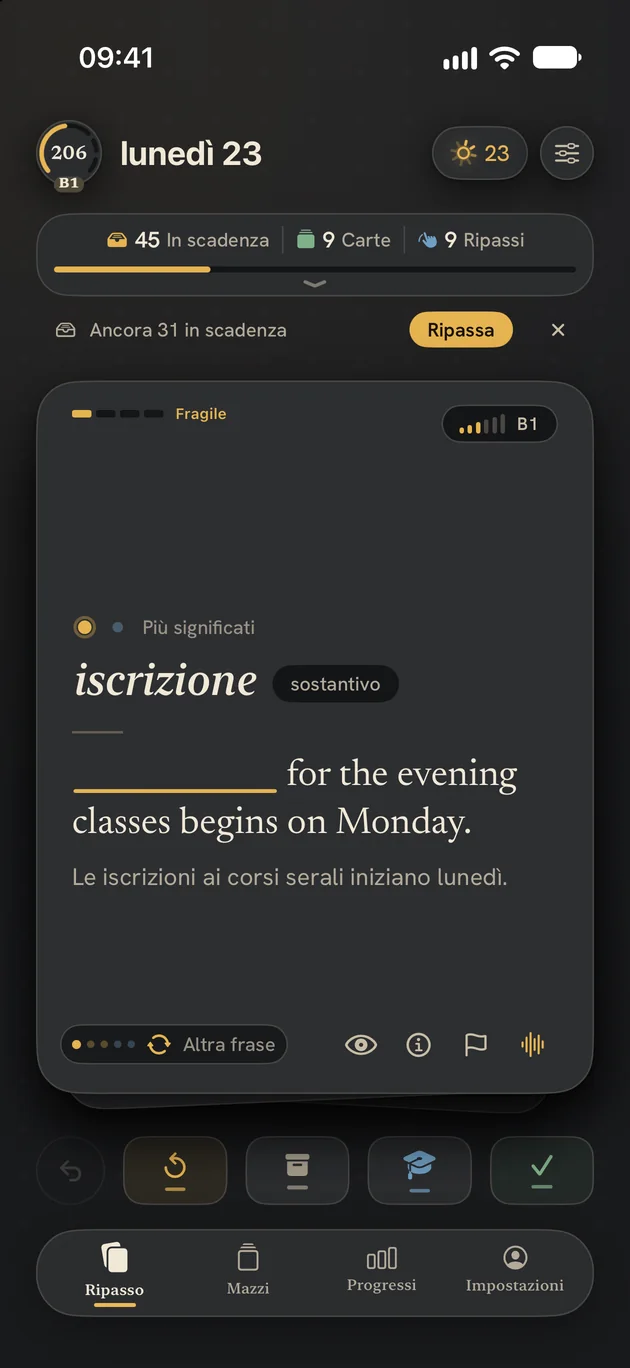 09:41
206
B1
lunedì 23
23
45 In scadenza
9 Carte
9 Ripassi
Ancora 31 in scadenza
Ripassa
Fragile
B1
Più significati
iscrizione
sostantivo
for the evening
classes begins on Monday.
Le iscrizioni ai corsi serali iniziano lunedì.
Altra frase
Ripasso
Mazzi
Progressi
Impostazioni